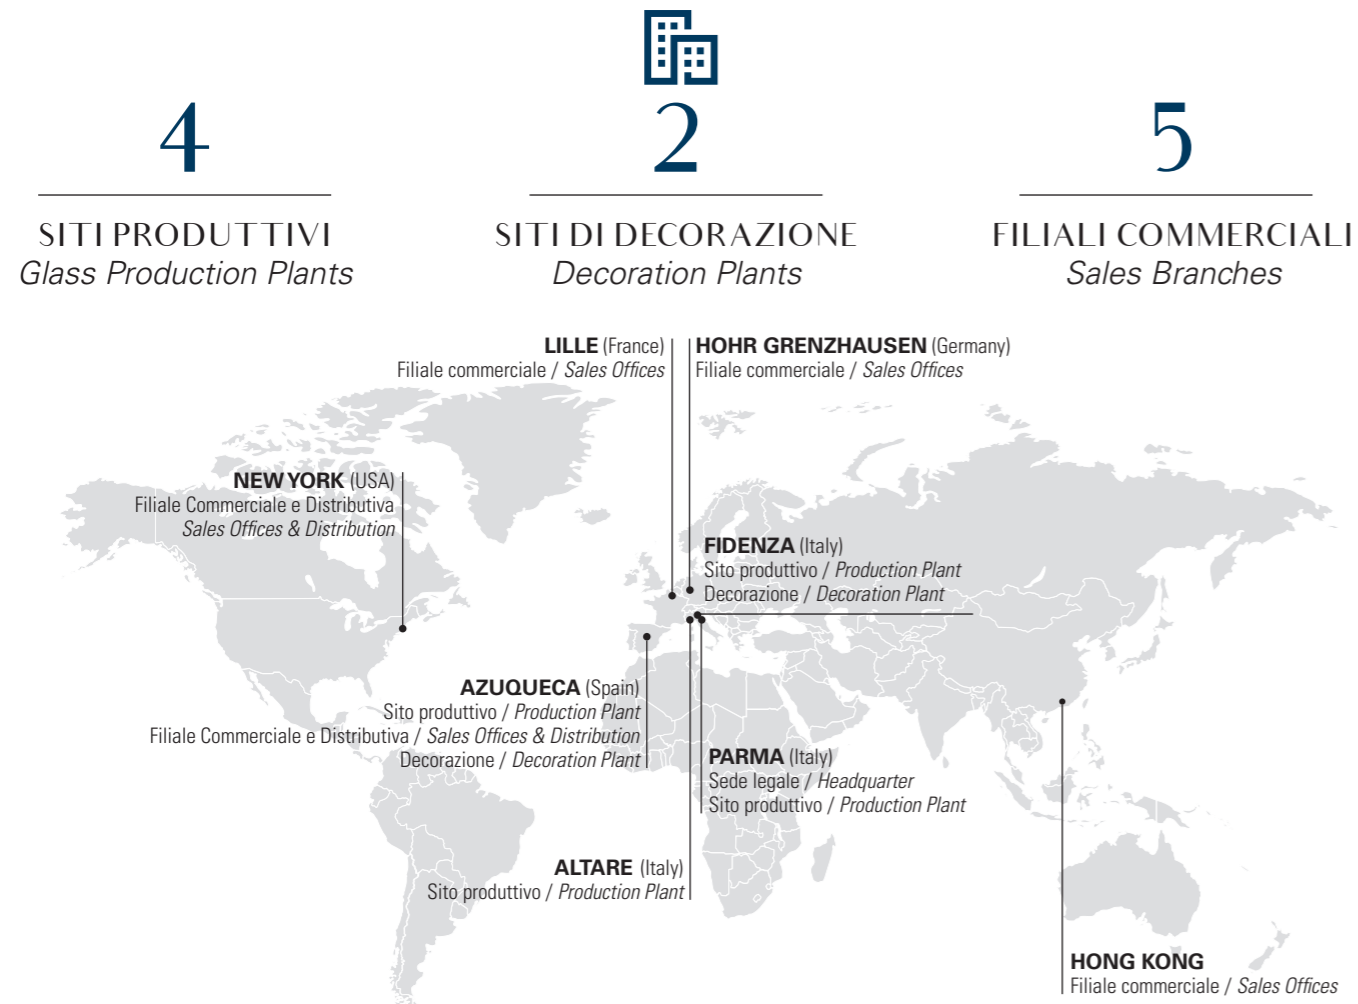 4
SITI PRODUTTIVI
Glass Production Plants
2
SITI DI DECORAZIONE
Decoration Plants
5
FILIALI COMMERCIALI
Sales Branches
LILLE (France)
Filiale commerciale / Sales Offices
HOHR GRENZHAUSEN (Germany)
Filiale commerciale / Sales Offices
NEW YORK (USA)
Filiale Commerciale e Distributiva
Sales Offices & Distribution
FIDENZA (Italy)
Sito produttivo / Production Plant
Decorazione / Decoration Plant
AZUQUECA (Spain)
Sito produttivo / Production Plant
Filiale Commerciale e Distributiva / Sales Offices & Distribution
Decorazione / Decoration Plant
PARMA (Italy)
Sede legale / Headquarter
Sito produttivo / Production Plant
ALTARE (Italy)
Sito produttivo / Production Plant
HONG KONG
Filiale commerciale / Sales Offices